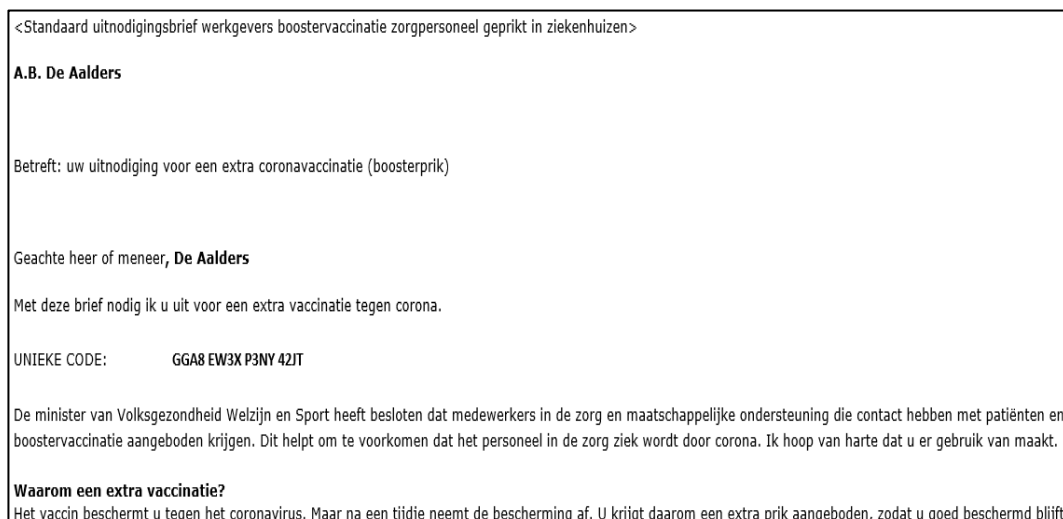 <Standaard uitnodigingsbrief werkgevers boostervaccinatie zorgpersoneel geprikt in ziekenhuizen>
A.B. De Aalders
Betreft: uw uitnodiging voor een extra coronavaccinatie (boosterprik)
Geachte heer of meneer, De Aalders
Met deze brief nodig ik u uit voor een extra vaccinatie tegen corona.
UNIEKE CODE: GGA8 EW3X P3NY 42JT
De minister van Volksgezondheid Welzijn en Sport heeft besloten dat medewerkers in de zorg en maatschappelijke ondersteuning die contact hebben met patiënten en
boostervaccinatie aangeboden krijgen. Dit helpt om te voorkomen dat het personeel in de zorg ziek wordt door corona. Ik hoop van harte dat u er gebruik van maakt.
Waarom een extra vaccinatie?
Het vaccin beschermt u tegen het coronavirus. Maar na een tijdje neemt de bescherming af. U krijgt daarom een extra prik aangeboden, zodat u goed beschermd blijft